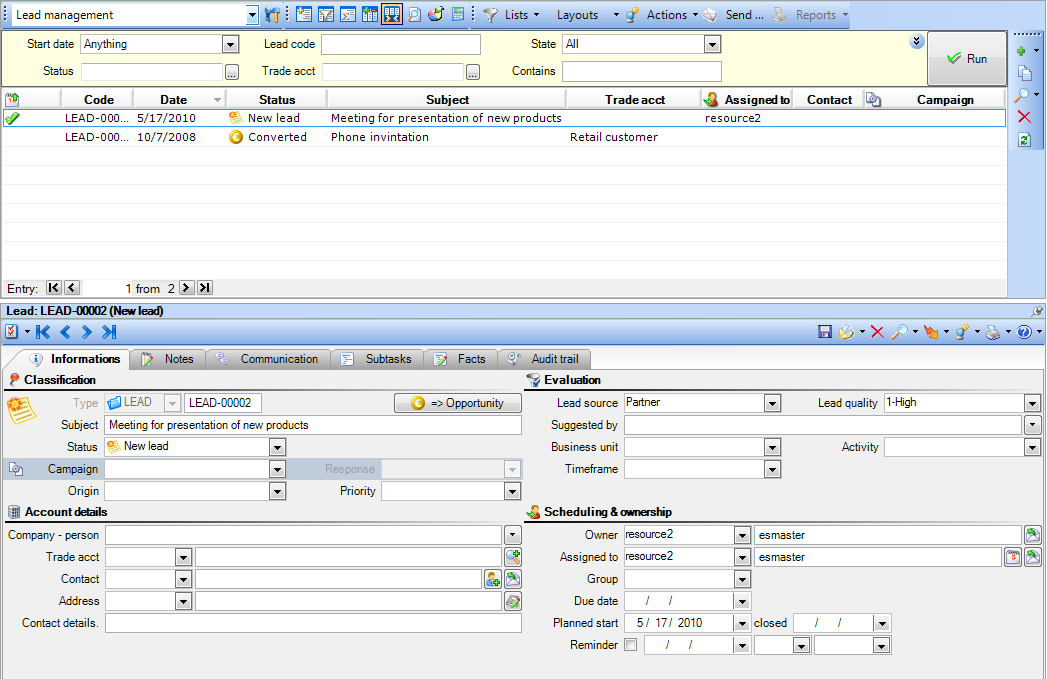 Lead management Lists Layouts Actions Send ... Reports
Start date Anything Lead code State All
Status ... Trade acct ... Contains
Run
Code Date Status Subject Trade acct Assigned to Contact Campaign
LEAD-000... 5/17/2010 New lead Meeting for presentation of new products resource2
LEAD-000... 10/7/2008 Converted Phone invintation Retail customer
Entry: 1 from 2
Lead: LEAD-00002 (New lead)
Informations Notes Communication Subtasks Facts Audit trail
Classification Evaluation
Type LEAD LEAD-00002 => Opportunity Lead source Partner Lead quality 1-High
Subject Meeting for presentation of new products Suggested by
Status New lead Business unit Activity
Campaign Response Timeframe
Origin Priority
Account details Scheduling & ownership
Company - person Owner resource2 esmaster
Trade acct Assigned to resource2 esmaster
Contact Group
Address Due date / /
Contact details. Planned start 5 / 17 / 2010 closed / /
Reminder / /